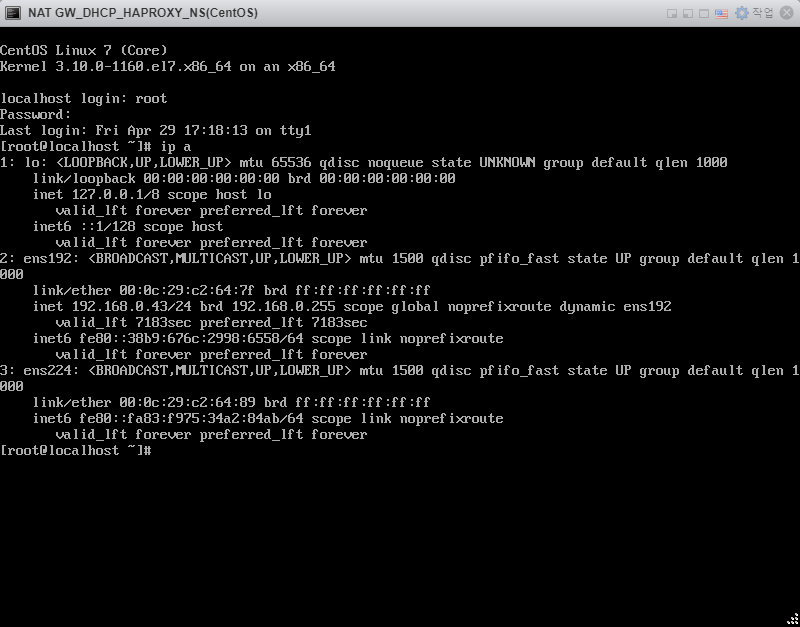 NAT GW_DHCP_HAPROXY_NS(CentOS)
작업
CentOS Linux 7 (Core)
Kernel 3.10.0-1160.el7.x86_64 on an x86_64
localhost login: root
Password:
Last login: Fri Apr 29 17:18:13 on tty1
[root@localhost ~]# ip a
1: lo: <LOOPBACK,UP,LOWER_UP> mtu 65536 qdisc noqueue state UNKNOWN group default qlen 1000
    link/loopback 00:00:00:00:00:00 brd 00:00:00:00:00:00
    inet 127.0.0.1/8 scope host lo
       valid_lft forever preferred_lft forever
    inet6 ::1/128 scope host
       valid_lft forever preferred_lft forever
2: ens192: <BROADCAST,MULTICAST,UP,LOWER_UP> mtu 1500 qdisc pfifo_fast state UP group default qlen 1
000
    link/ether 00:0c:29:c2:64:7f brd ff:ff:ff:ff:ff:ff
    inet 192.168.0.43/24 brd 192.168.0.255 scope global noprefixroute dynamic ens192
       valid_lft 7183sec preferred_lft 7183sec
    inet6 fe80::38b9:676c:2998:6558/64 scope link noprefixroute
       valid_lft forever preferred_lft forever
3: ens224: <BROADCAST,MULTICAST,UP,LOWER_UP> mtu 1500 qdisc pfifo_fast state UP group default qlen 1
000
    link/ether 00:0c:29:c2:64:89 brd ff:ff:ff:ff:ff:ff
    inet6 fe80::fa83:f975:34a2:84ab/64 scope link noprefixroute
       valid_lft forever preferred_lft forever
[root@localhost ~]#